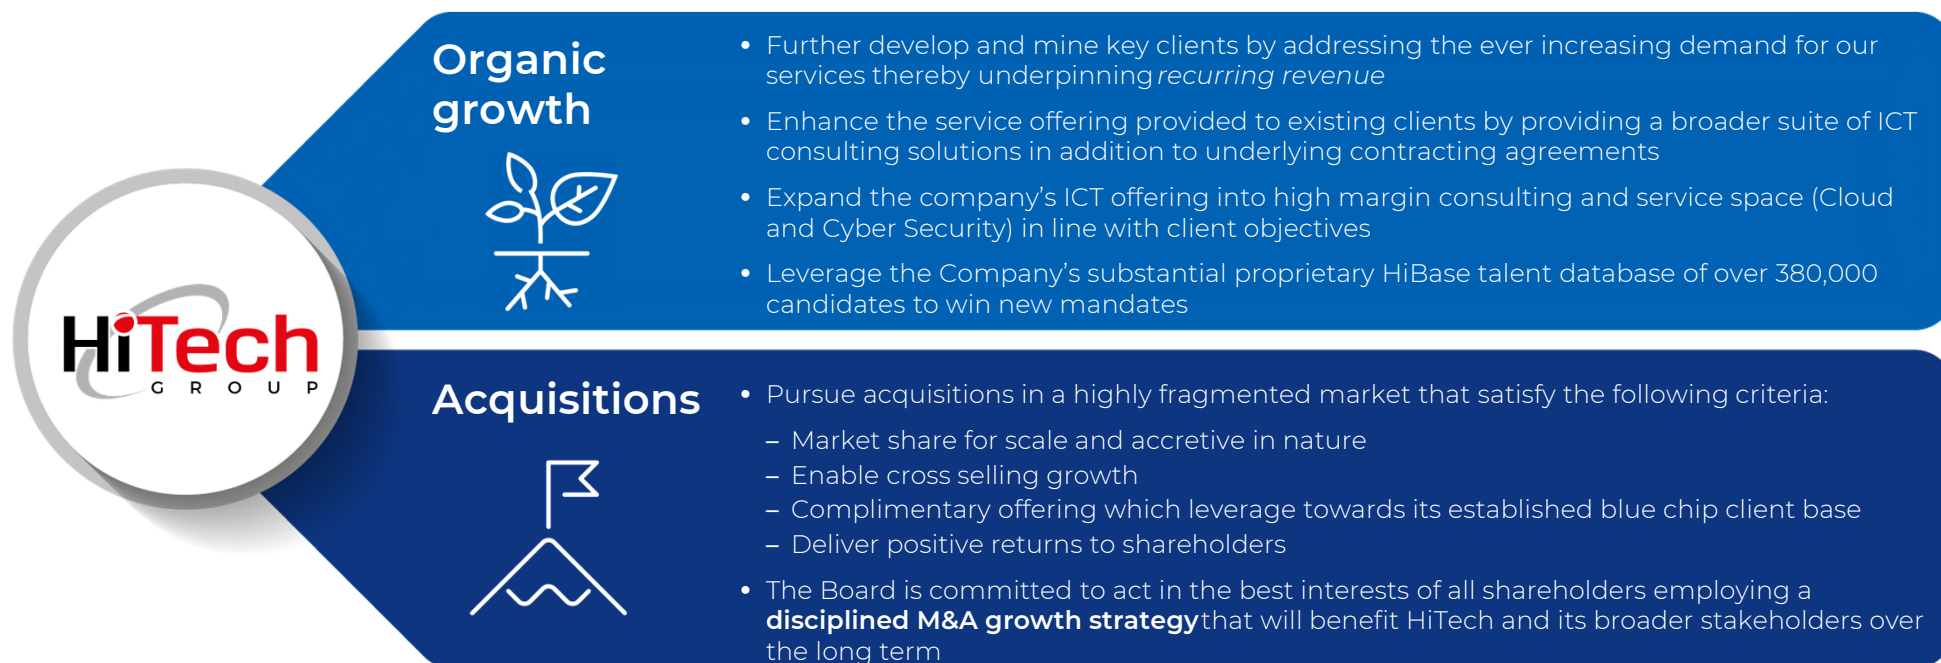 HiTech
GROUP
Organic
growth
• Further develop and mine key clients by addressing the ever increasing demand for our
services thereby underpinning recurring revenue
• Enhance the service offering provided to existing clients by providing a broader suite of ICT
consulting solutions in addition to underlying contracting agreements
• Expand the company’s ICT offering into high margin consulting and service space (Cloud
and Cyber Security) in line with client objectives
• Leverage the Company’s substantial proprietary HiBase talent database of over 380,000
candidates to win new mandates
Acquisitions
• Pursue acquisitions in a highly fragmented market that satisfy the following criteria:
– Market share for scale and accretive in nature
– Enable cross selling growth
– Complimentary offering which leverage towards its established blue chip client base
– Deliver positive returns to shareholders
• The Board is committed to act in the best interests of all shareholders employing a
disciplined M&A growth strategy that will benefit HiTech and its broader stakeholders over
the long term